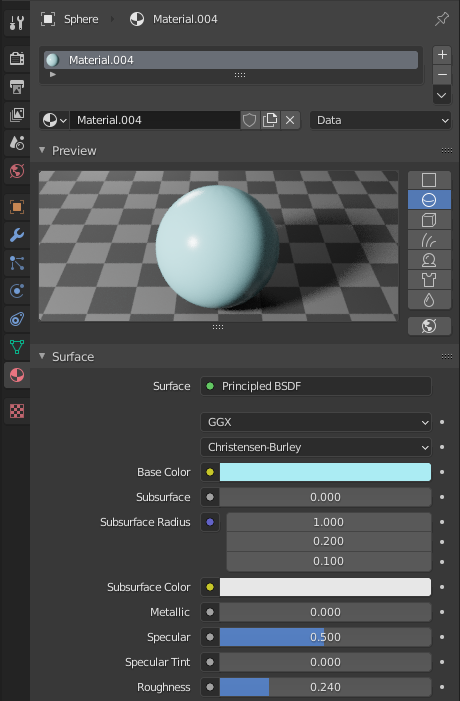 Sphere Material.004
Material.004
Material.004 Data
Preview
Surface
Surface Principled BSDF
GGX
Christensen-Burley
Base Color
Subsurface 0.000
Subsurface Radius 1.000
0.200
0.100
Subsurface Color
Metallic 0.000
Specular 0.500
Specular Tint 0.000
Roughness 0.240